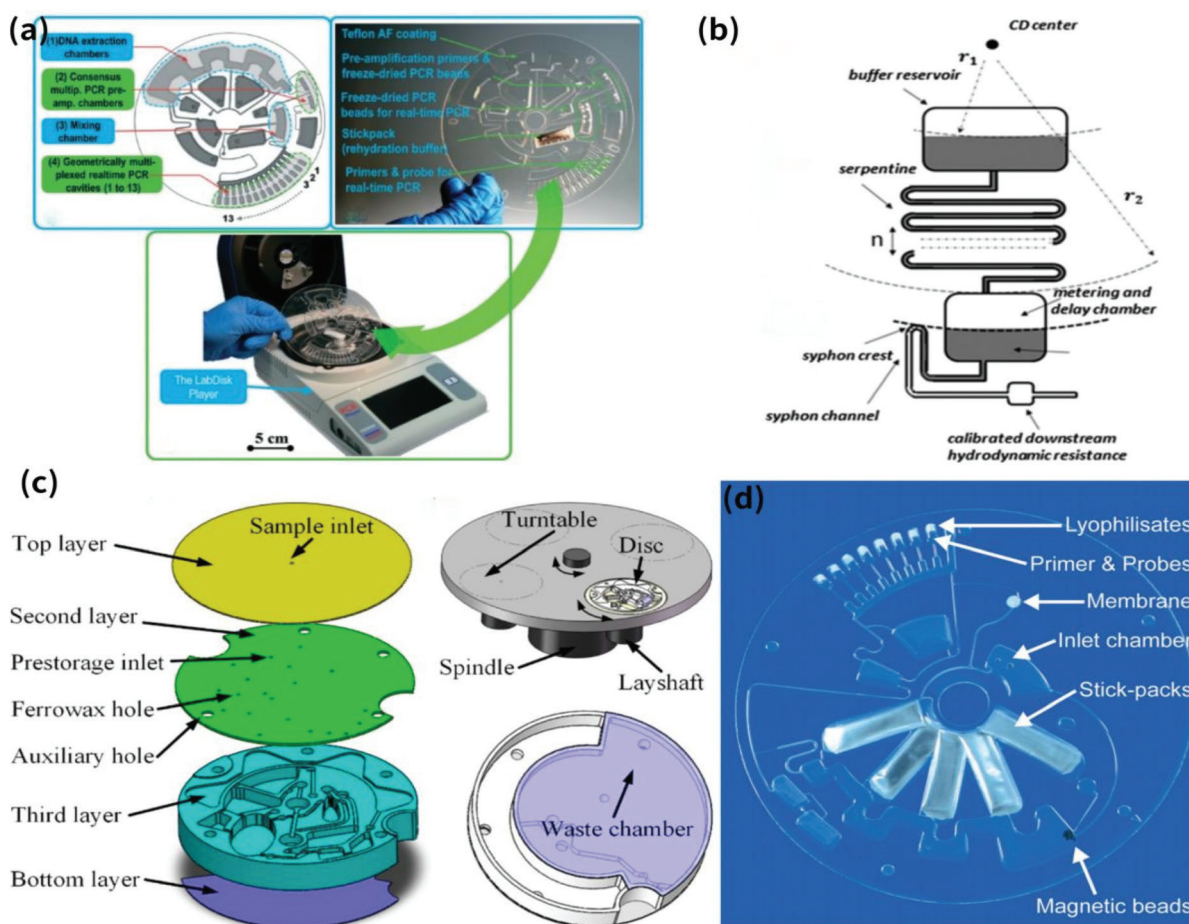 (a)
(1)DNA extraction
chambers
(2) Consensus
multip. PCR pre-
amp. chambers
(3) Mixing
chamber
(4) Geometrically multi-
plexed realtime PCR
cavities (1 to 13)
1
2
3
13
Teflon AF coating
Pre-amplification primers &
freeze-dried PCR beads
Freeze-dried PCR
beads for real-time PCR
Stickpack
(rehydration buffer)
Primers & probe for
real-time PCR
The LabDisk
Player
5 cm
(b)
CD center
r1
buffer reservoir
serpentine
r2
n
metering and
delay chamber
syphon crest
syphon channel
calibrated downstream
hydrodynamic resistance
(c)
Sample inlet
Top layer
Second layer
Prestorage inlet
Ferrowax hole
Auxiliary hole
Third layer
Bottom layer
Turntable
Disc
Spindle
Layshaft
Waste chamber
(d)
Lyophilisates
Primer & Probes
Membrane
Inlet chamber
Stick-packs
Magnetic beads